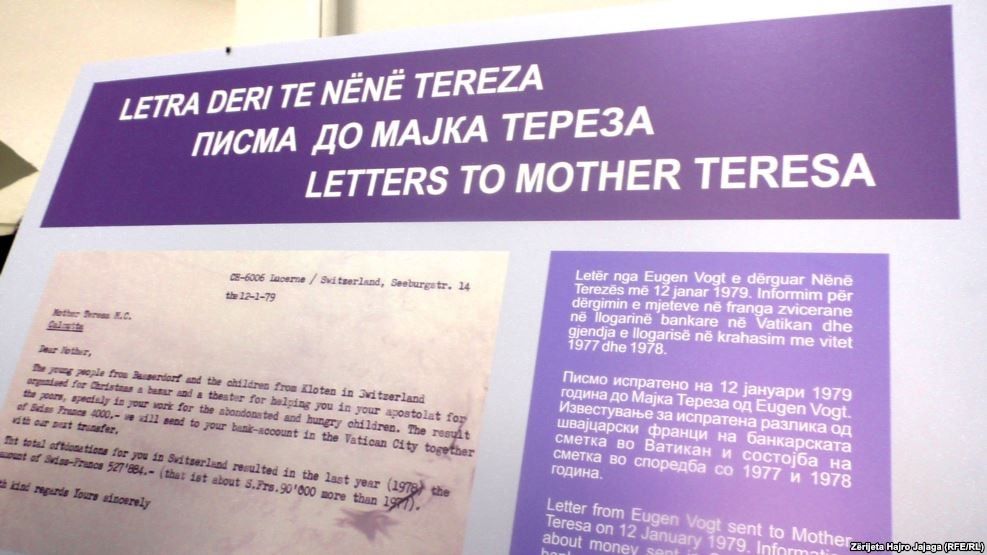 LETRA DERI TE NËNË TEREZA
ПИСМА ДО МАЈКА ТЕРЕЗА
LETTERS TO MOTHER TERESA
CH-6006 Lucerne / Switzerland, Seeburgstr. 14
the 12-1-79
Mother Teresa M.C.
Calcutta
Dear Mother,
The young people from Bassersdorf and the children from Kloten in Switzerland
organised for Christmas a bazar and a theater for helping you in your apostolat for
the poors, specialy in your work for the abondonated and hungry children. The result
of Swiss France 4000,- we will send to your bank-account in the Vatican City together
with our next transfer.
The total of donations for you in Switzerland resulted in the last year (1978) the
amount of Swiss-Francs 527'884.- (that ist about S.Frs.90'000 more than 1977).
th kind regards Yours sincerely
Letër nga Eugen Vogt e dërguar Nënë
Terezës më 12 janar 1979. Informim për
dërgimin e mjeteve në franga zvicerane
në llogarinë bankare në Vatikan dhe
gjendja e llogarisë në krahasim me vitet
1977 dhe 1978.
Писмо испратено на 12 јануари 1979
година до Мајка Тереза од Eugen Vogt.
Известување за испратена разлика од
швајцарски франци на банкарската
сметка во Ватикан и состојба на
сметка во споредба со 1977 и 1978
година.
Letter from Eugen Vogt sent to Mother
Teresa on 12 January 1979. Informatio
about money sent
Zërijeta Hajro Jajaga (RFE/RL)